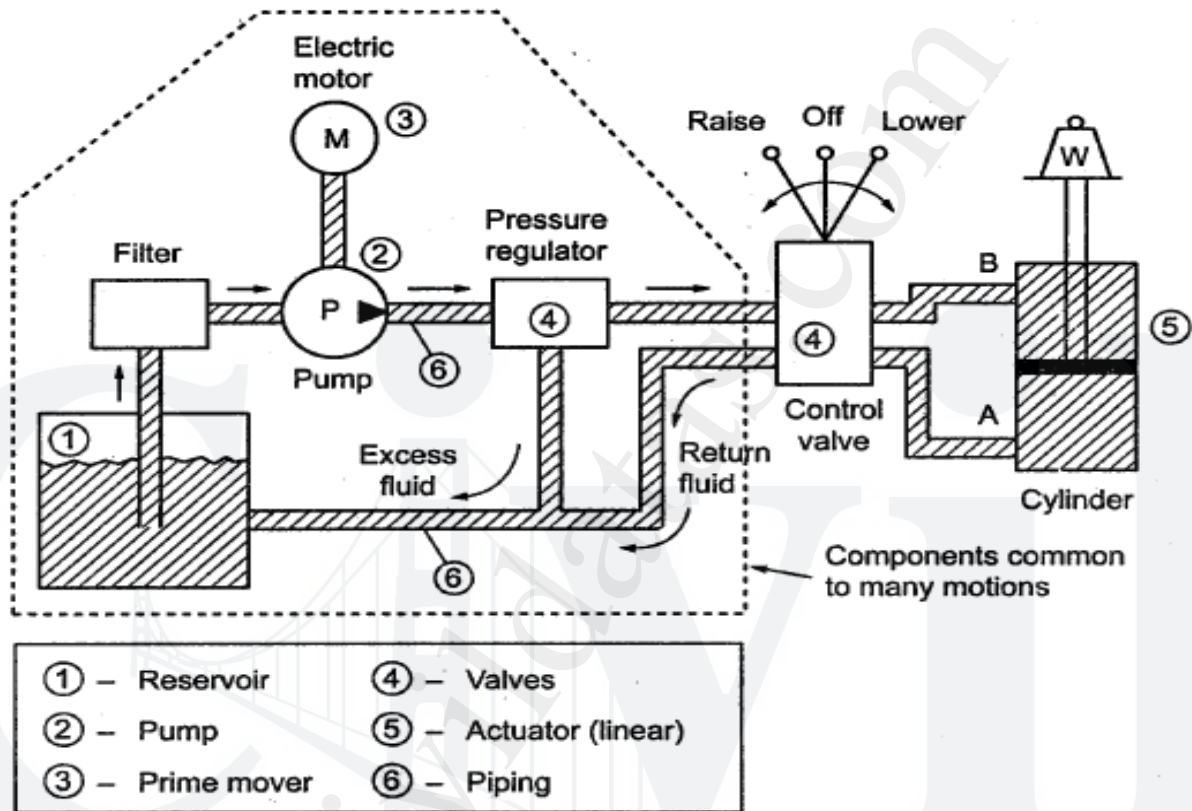 Electric
motor
M
③
Raise
Off
Lower
W
Pressure
regulator
②
Filter
P
④
B
⑤
⑥
Pump
④
Control
valve
A
①
Excess
fluid
Return
fluid
Cylinder
⑥
Components common
to many motions
① – Reservoir
④ – Valves
② – Pump
⑤ – Actuator (linear)
③ – Prime mover
⑥ – Piping